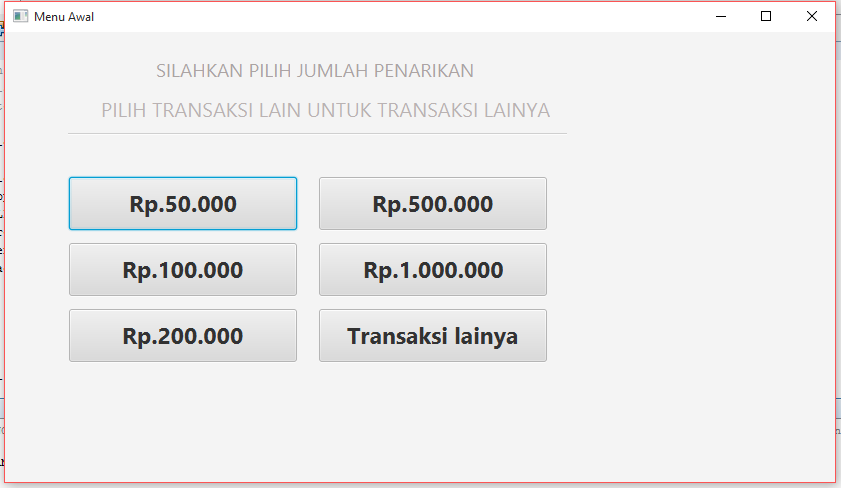 Menu Awal
SILAHKAN PILIH JUMLAH PENARIKAN
PILIH TRANSAKSI LAIN UNTUK TRANSAKSI LAINYA
Rp.50.000
Rp.500.000
Rp.100.000
Rp.1.000.000
Rp.200.000
Transaksi lainya